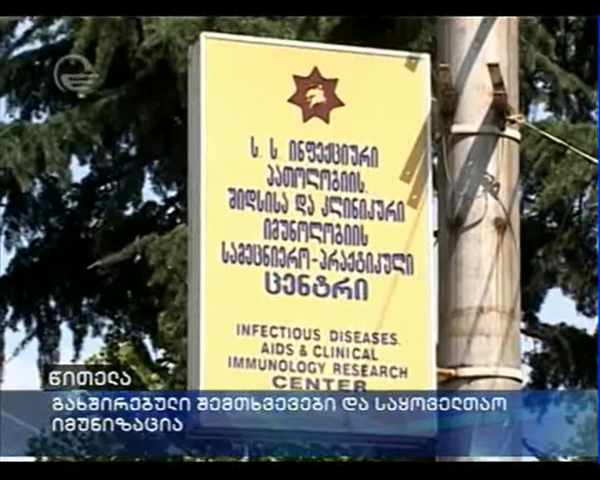 ს. ს. ინფექციური
პათოლოგიის,
შიდსისა და კლინიკური
იმუნოლოგიის
სამეცნიერო-პრაქტიკული
ცენტრი
INFECTIOUS DISEASES,
AIDS & CLINICAL
IMMUNOLOGY RESEARCH
CENTER
წითელა
გახშირებული შემთხვევები და საყოველთაო
იმუნიზაცია